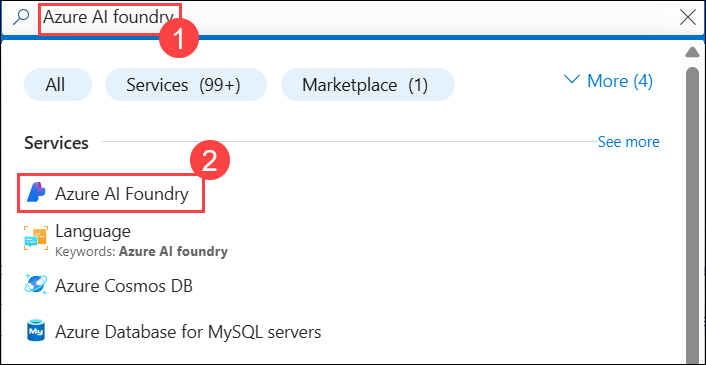 Azure AI foundry
1
All Services (99+) Marketplace (1) More (4)
Services See more
2
Azure AI Foundry
Language
Keywords: Azure AI foundry
Azure Cosmos DB
My
Azure Database for MySQL servers